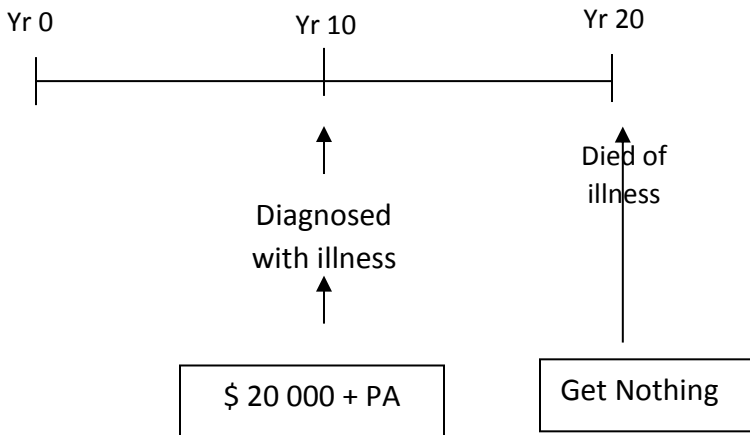 Yr 0
Yr 10
Yr 20
Diagnosed
with illness
Died of
illness
$ 20 000 + PA
Get Nothing